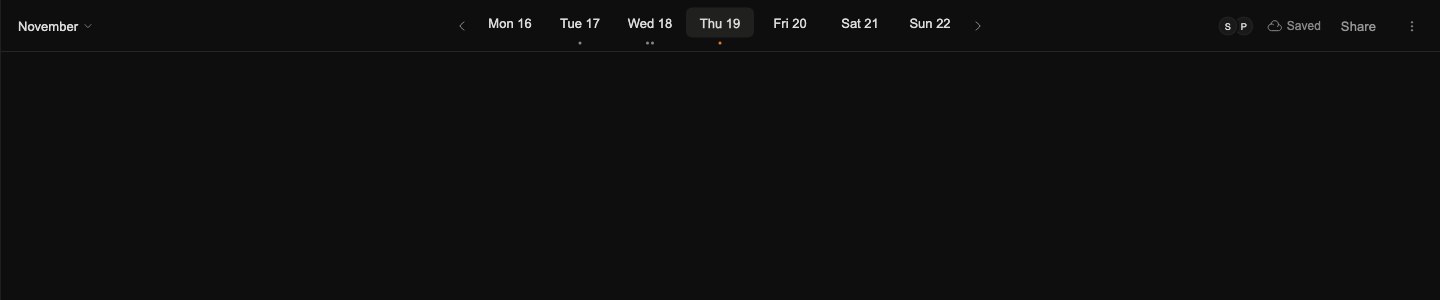 November
Mon 16 Tue 17 Wed 18 Thu 19 Fri 20 Sat 21 Sun 22
S P Saved Share